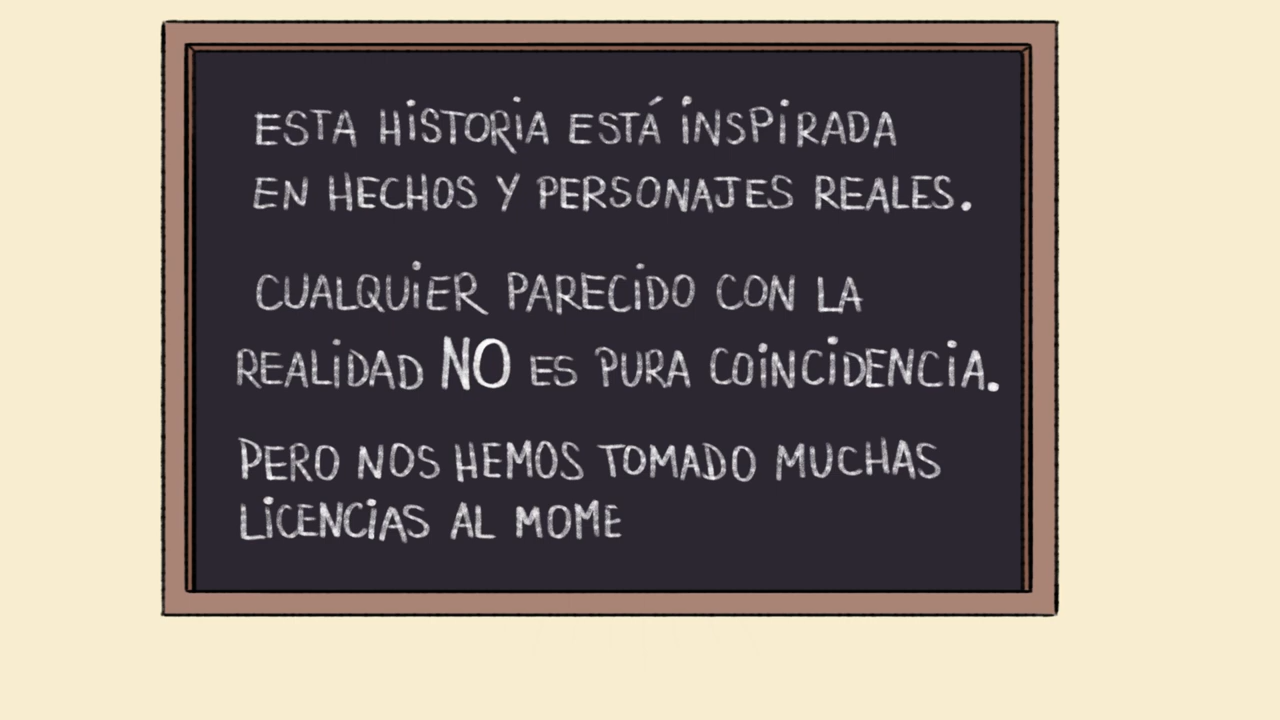 ESTA HiSTORiA ESTÁ iNSPiRADA
EN HECHOS Y PERSONAJES REALES.
CUALQUiER PARECiDO CON LA
REALiDAD NO ES PURA COiNCiDENCiA.
PERO NOS HEMOS TOMADO MUCHAS
LiCENCiAS AL MOME